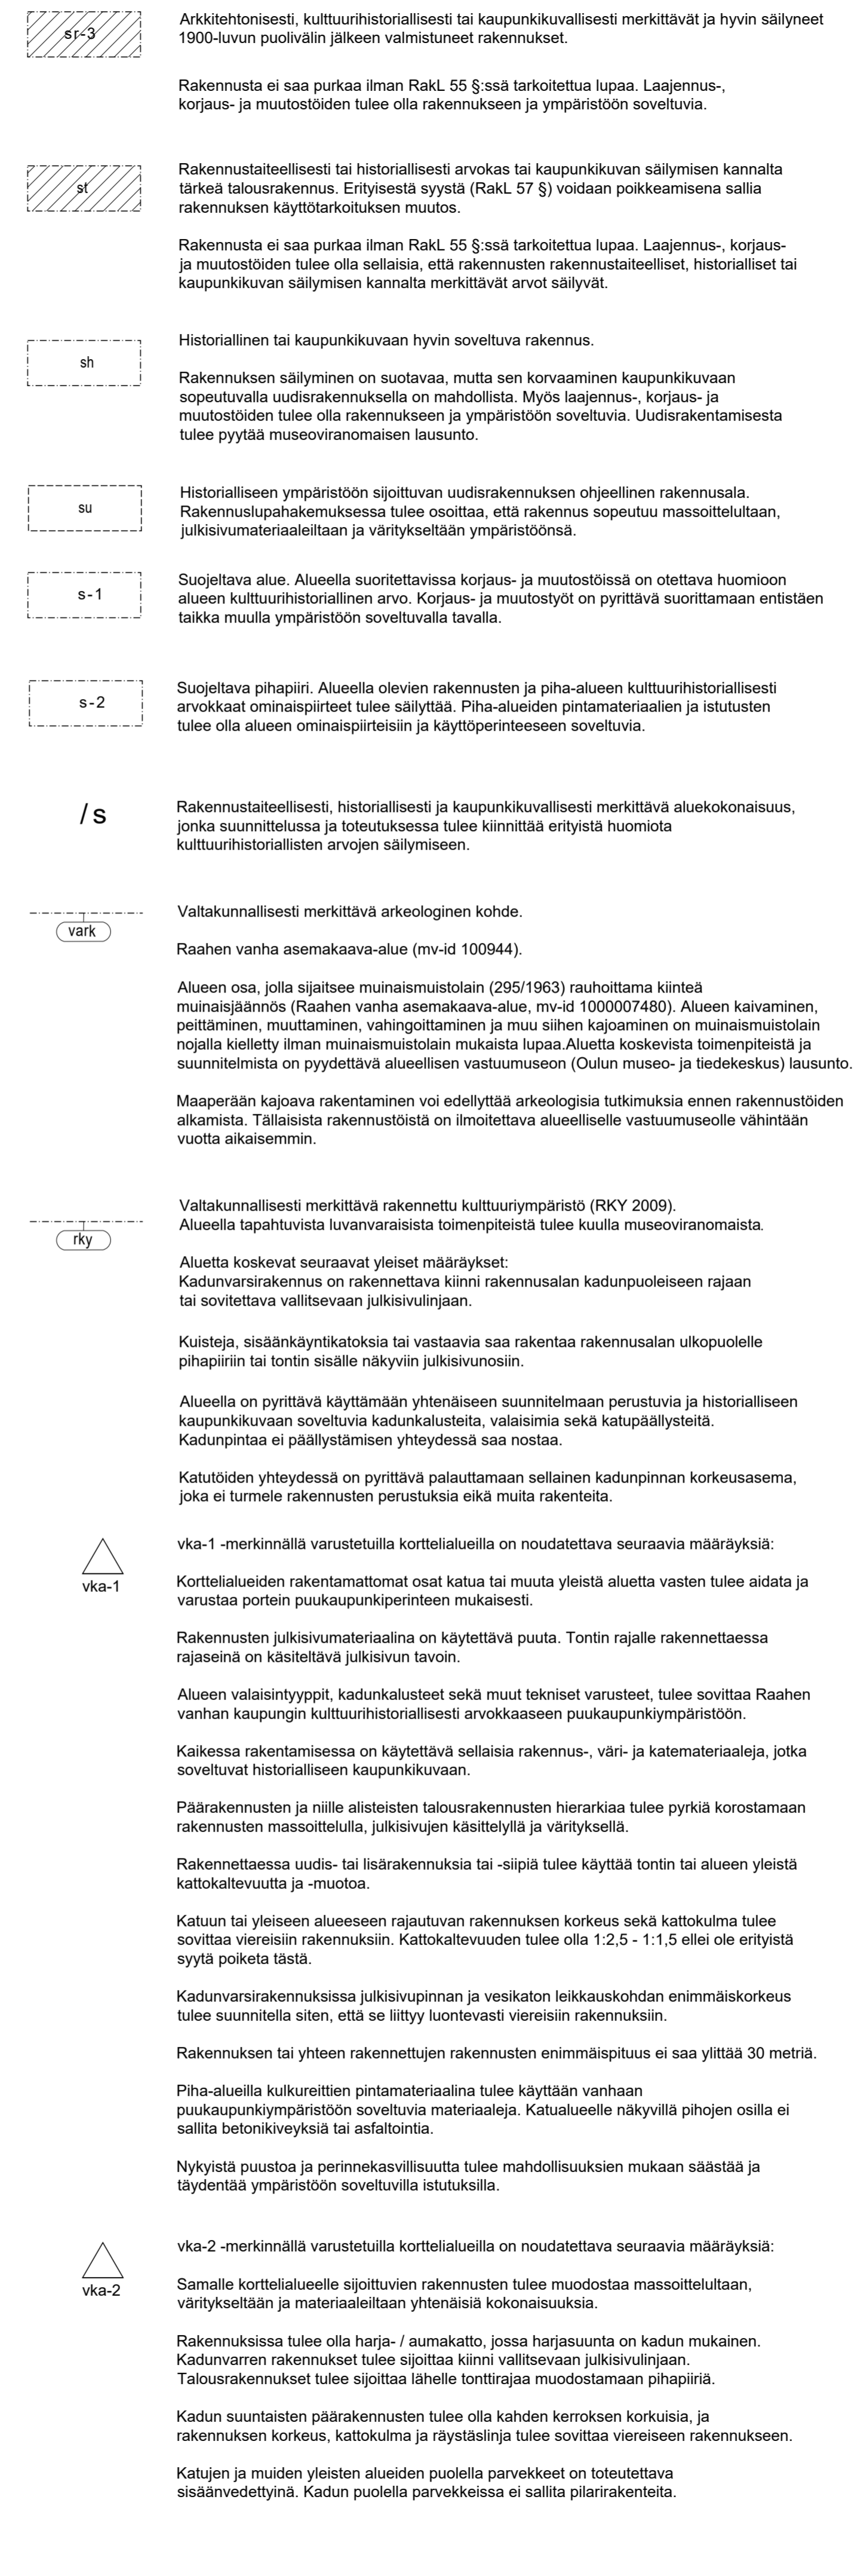 sr-3
Arkkitehtonisesti, kulttuurihistoriallisesti tai kaupunkikuvallisesti merkittävät ja hyvin säilyneet
1900-luvun puolivälin jälkeen valmistuneet rakennukset.
Rakennusta ei saa purkaa ilman RakL 55 §:ssä tarkoitettua lupaa. Laajennus-,
korjaus- ja muutostöiden tulee olla rakennukseen ja ympäristöön soveltuvia.
st
Rakennustaiteellisesti tai historiallisesti arvokas tai kaupunkikuvan säilymisen kannalta
tärkeä talousrakennus. Erityisestä syystä (RakL 57 §) voidaan poikkeamisena sallia
rakennuksen käyttötarkoituksen muutos.
Rakennusta ei saa purkaa ilman RakL 55 §:ssä tarkoitettua lupaa. Laajennus-, korjaus-
ja muutostöiden tulee olla sellaisia, että rakennusten rakennustaiteelliset, historialliset tai
kaupunkikuvan säilymisen kannalta merkittävät arvot säilyvät.
sh
Historiallinen tai kaupunkikuvaan hyvin soveltuva rakennus.
Rakennuksen säilyminen on suotavaa, mutta sen korvaaminen kaupunkikuvaan
sopeutuvalla uudisrakennuksella on mahdollista. Myös laajennus-, korjaus- ja
muutostöiden tulee olla rakennukseen ja ympäristöön soveltuvia. Uudisrakentamisesta
tulee pyytää museoviranomaisen lausunto.
su
Historialliseen ympäristöön sijoittuvan uudisrakennuksen ohjeellinen rakennusala.
Rakennuslupahakemuksessa tulee osoittaa, että rakennus sopeutuu massoittelultaan,
julkisivumateriaaleiltaan ja väritykseltään ympäristöönsä.
s-1
Suojeltava alue. Alueella suoritettavissa korjaus- ja muutostöissä on otettava huomioon
alueen kulttuurihistoriallinen arvo. Korjaus- ja muutostyöt on pyrittävä suorittamaan entistäen
taikka muulla ympäristöön soveltuvalla tavalla.
s-2
Suojeltava pihapiiri. Alueella olevien rakennusten ja piha-alueen kulttuurihistoriallisesti
arvokkaat ominaispiirteet tulee säilyttää. Piha-alueiden pintamateriaalien ja istutusten
tulee olla alueen ominaispiirteisiin ja käyttöperinteeseen soveltuvia.
/s
Rakennustaiteellisesti, historiallisesti ja kaupunkikuvallisesti merkittävä aluekokonaisuus,
jonka suunnittelussa ja toteutuksessa tulee kiinnittää erityistä huomiota
kulttuurihistoriallisten arvojen säilymiseen.
vark
Valtakunnallisesti merkittävä arkeologinen kohde.
Raahen vanha asemakaava-alue (mv-id 100944).
Alueen osa, jolla sijaitsee muinaismuistolain (295/1963) rauhoittama kiinteä
muinaisjäännös (Raahen vanha asemakaava-alue, mv-id 1000007480). Alueen kaivaminen,
peittäminen, muuttaminen, vahingoittaminen ja muu siihen kajoaminen on muinaismuistolain
nojalla kielletty ilman muinaismuistolain mukaista lupaa.Aluetta koskevista toimenpiteistä ja
suunnitelmista on pyydettävä alueellisen vastuumuseon (Oulun museo- ja tiedekeskus) lausunto.
Maaperään kajoava rakentaminen voi edellyttää arkeologisia tutkimuksia ennen rakennustöiden
alkamista. Tällaisista rakennustöistä on ilmoitettava alueelliselle vastuumuseolle vähintään
vuotta aikaisemmin.
rky
Valtakunnallisesti merkittävä rakennettu kulttuuriympäristö (RKY 2009).
Alueella tapahtuvista luvanvaraisista toimenpiteistä tulee kuulla museoviranomaista.
Aluetta koskevat seuraavat yleiset määräykset:
Kadunvarsirakennus on rakennettava kiinni rakennusalan kadunpuoleiseen rajaan
tai sovitettava vallitsevaan julkisivulinjaan.
Kuisteja, sisäänkäyntikatoksia tai vastaavia saa rakentaa rakennusalan ulkopuolelle
pihapiiriin tai tontin sisälle näkyviin julkisivunosiin.
Alueella on pyrittävä käyttämään yhtenäiseen suunnitelmaan perustuvia ja historialliseen
kaupunkikuvaan soveltuvia kadunkalusteita, valaisimia sekä katupäällysteitä.
Kadunpintaa ei päällystämisen yhteydessä saa nostaa.
Katutöiden yhteydessä on pyrittävä palauttamaan sellainen kadunpinnan korkeusasema,
joka ei turmele rakennusten perustuksia eikä muita rakenteita.
vka-1
vka-1 -merkinnällä varustetuilla korttelialueilla on noudatettava seuraavia määräyksiä:
Korttelialueiden rakentamattomat osat katua tai muuta yleistä aluetta vasten tulee aidata ja
varustaa portein puukaupunkiperinteen mukaisesti.
Rakennusten julkisivumateriaalina on käytettävä puuta. Tontin rajalle rakennettaessa
rajaseinä on käsiteltävä julkisivun tavoin.
Alueen valaisintyyppit, kadunkalusteet sekä muut tekniset varusteet, tulee sovittaa Raahen
vanhan kaupungin kulttuurihistoriallisesti arvokkaaseen puukaupunkiympäristöön.
Kaikessa rakentamisessa on käytettävä sellaisia rakennus-, väri- ja katemateriaaleja, jotka
soveltuvat historialliseen kaupunkikuvaan.
Päärakennusten ja niille alisteisten talousrakennusten hierarkiaa tulee pyrkiä korostamaan
rakennusten massoittelulla, julkisivujen käsittelyllä ja värityksellä.
Rakennettaessa uudis- tai lisärakennuksia tai -siipiä tulee käyttää tontin tai alueen yleistä
kattokaltevuutta ja -muotoa.
Katuun tai yleiseen alueeseen rajautuvan rakennuksen korkeus sekä kattokulma tulee
sovittaa viereisiin rakennuksiin. Kattokaltevuuden tulee olla 1:2,5 - 1:1,5 ellei ole erityistä
syytä poiketa tästä.
Kadunvarsirakennuksissa julkisivupinnan ja vesikaton leikkauskohdan enimmäiskorkeus
tulee suunnitella siten, että se liittyy luontevasti viereisiin rakennuksiin.
Rakennuksen tai yhteen rakennettujen rakennusten enimmäispituus ei saa ylittää 30 metriä.
Piha-alueilla kulkureittien pintamateriaalina tulee käyttään vanhaan
puukaupunkiympäristöön soveltuvia materiaaleja. Katualueelle näkyvillä pihojen osilla ei
sallita betonikiveyksiä tai asfaltointia.
Nykyistä puustoa ja perinnekasvillisuutta tulee mahdollisuuksien mukaan säästää ja
täydentää ympäristöön soveltuvilla istutuksilla.
vka-2
vka-2 -merkinnällä varustetuilla korttelialueilla on noudatettava seuraavia määräyksiä:
Samalle korttelialueelle sijoittuvien rakennusten tulee muodostaa massoittelultaan,
väritykseltään ja materiaaleiltaan yhtenäisiä kokonaisuuksia.
Rakennuksissa tulee olla harja- / aumakatto, jossa harjasuunta on kadun mukainen.
Kadunvarren rakennukset tulee sijoittaa kiinni vallitsevaan julkisivulinjaan.
Talousrakennukset tulee sijoittaa lähelle tonttirajaa muodostamaan pihapiiriä.
Kadun suuntaisten päärakennusten tulee olla kahden kerroksen korkuisia, ja
rakennuksen korkeus, kattokulma ja räystäslinja tulee sovittaa viereiseen rakennukseen.
Katujen ja muiden yleisten alueiden puolella parvekkeet on toteutettava
sisäänvedettyinä. Kadun puolella parvekkeissa ei sallita pilarirakenteita.